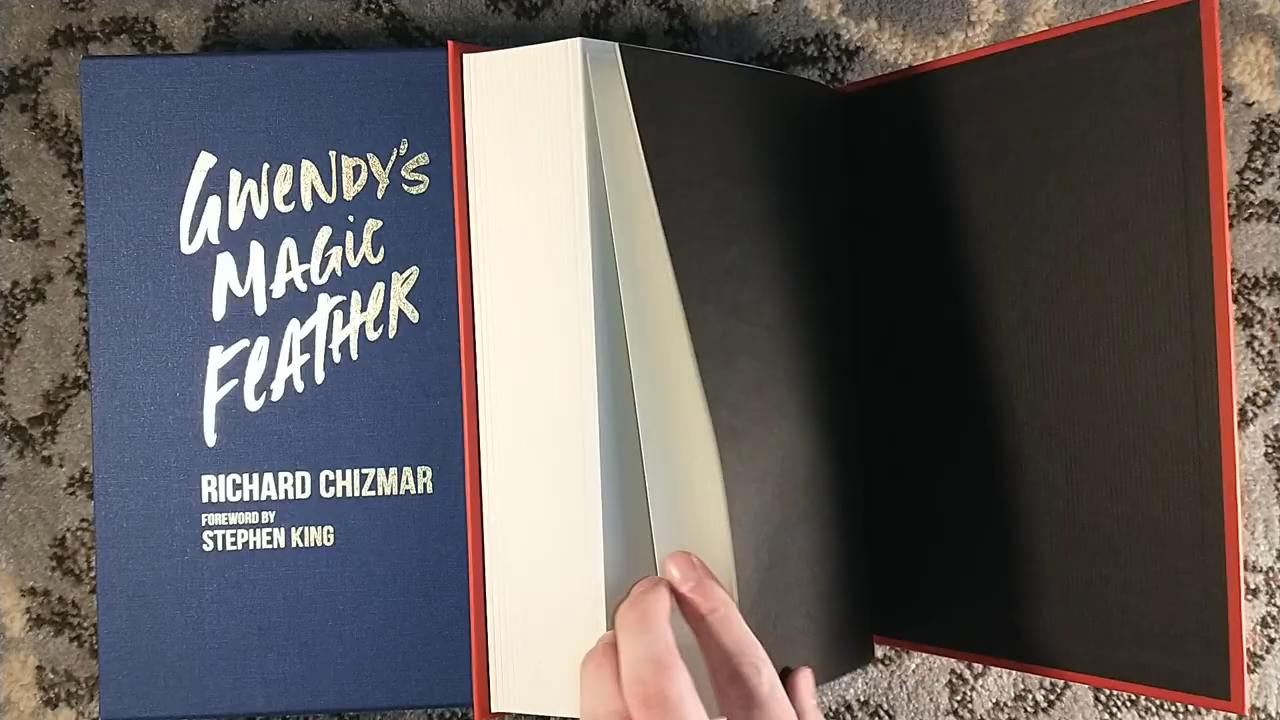 GWeNDY's
MAGic
FeATHeR
RICHARD CHIZMAR
FOREWORD BY
STEPHEN KING